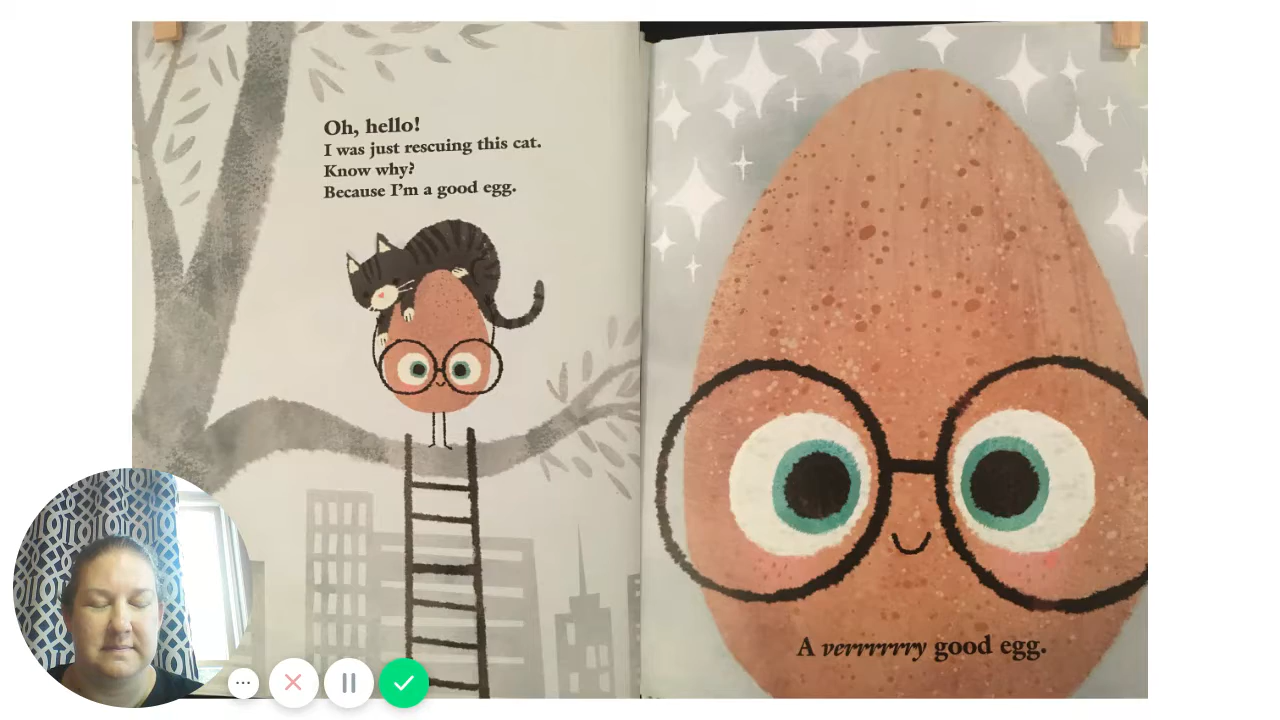 Oh, hello!
I was just rescuing this cat.
Know why?
Because I'm a good egg.
A verrrrrry good egg.